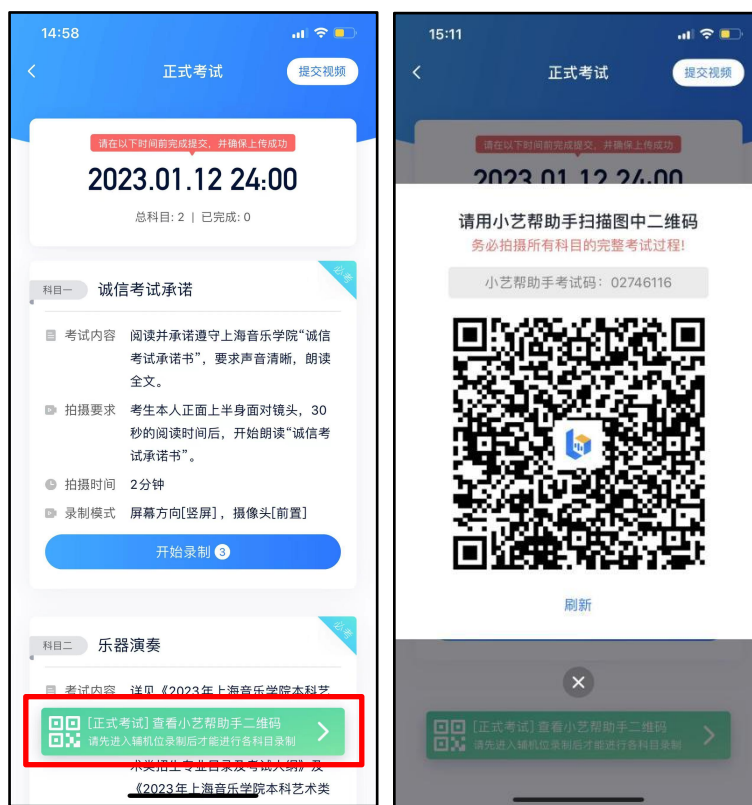 14:58
正式考试
提交视频
请在以下时间前完成提交，并确保上传成功
2023.01.12 24:00
总科目: 2 | 已完成: 0
必考
科目一
诚信考试承诺
考试内容
阅读并承诺遵守上海音乐学院“诚信
考试承诺书”，要求声音清晰，朗读
全文。
拍摄要求
考生本人正面上半身面对镜头，30
秒的阅读时间后，开始朗读“诚信考
试承诺书”。
拍摄时间
2分钟
录制模式
屏幕方向[竖屏]，摄像头[前置]
开始录制 3
必考
科目二
乐器演奏
考试内容
详见《2023年上海音乐学院本科艺
[正式考试] 查看小艺帮助手二维码
请先进入辅机位录制后才能进行各科目录制
术类招生专业目录及考试大纲》及
《2023年上海音乐学院本科艺术类
15:11
正式考试
提交视频
请在以下时间前完成提交，并确保上传成功
2023.01.12 24:00
请用小艺帮助手扫描图中二维码
务必拍摄所有科目的完整考试过程!
小艺帮助手考试码：02746116
刷新
[正式考试] 查看小艺帮助手二维码
请先进入辅机位录制后才能进行各科目录制